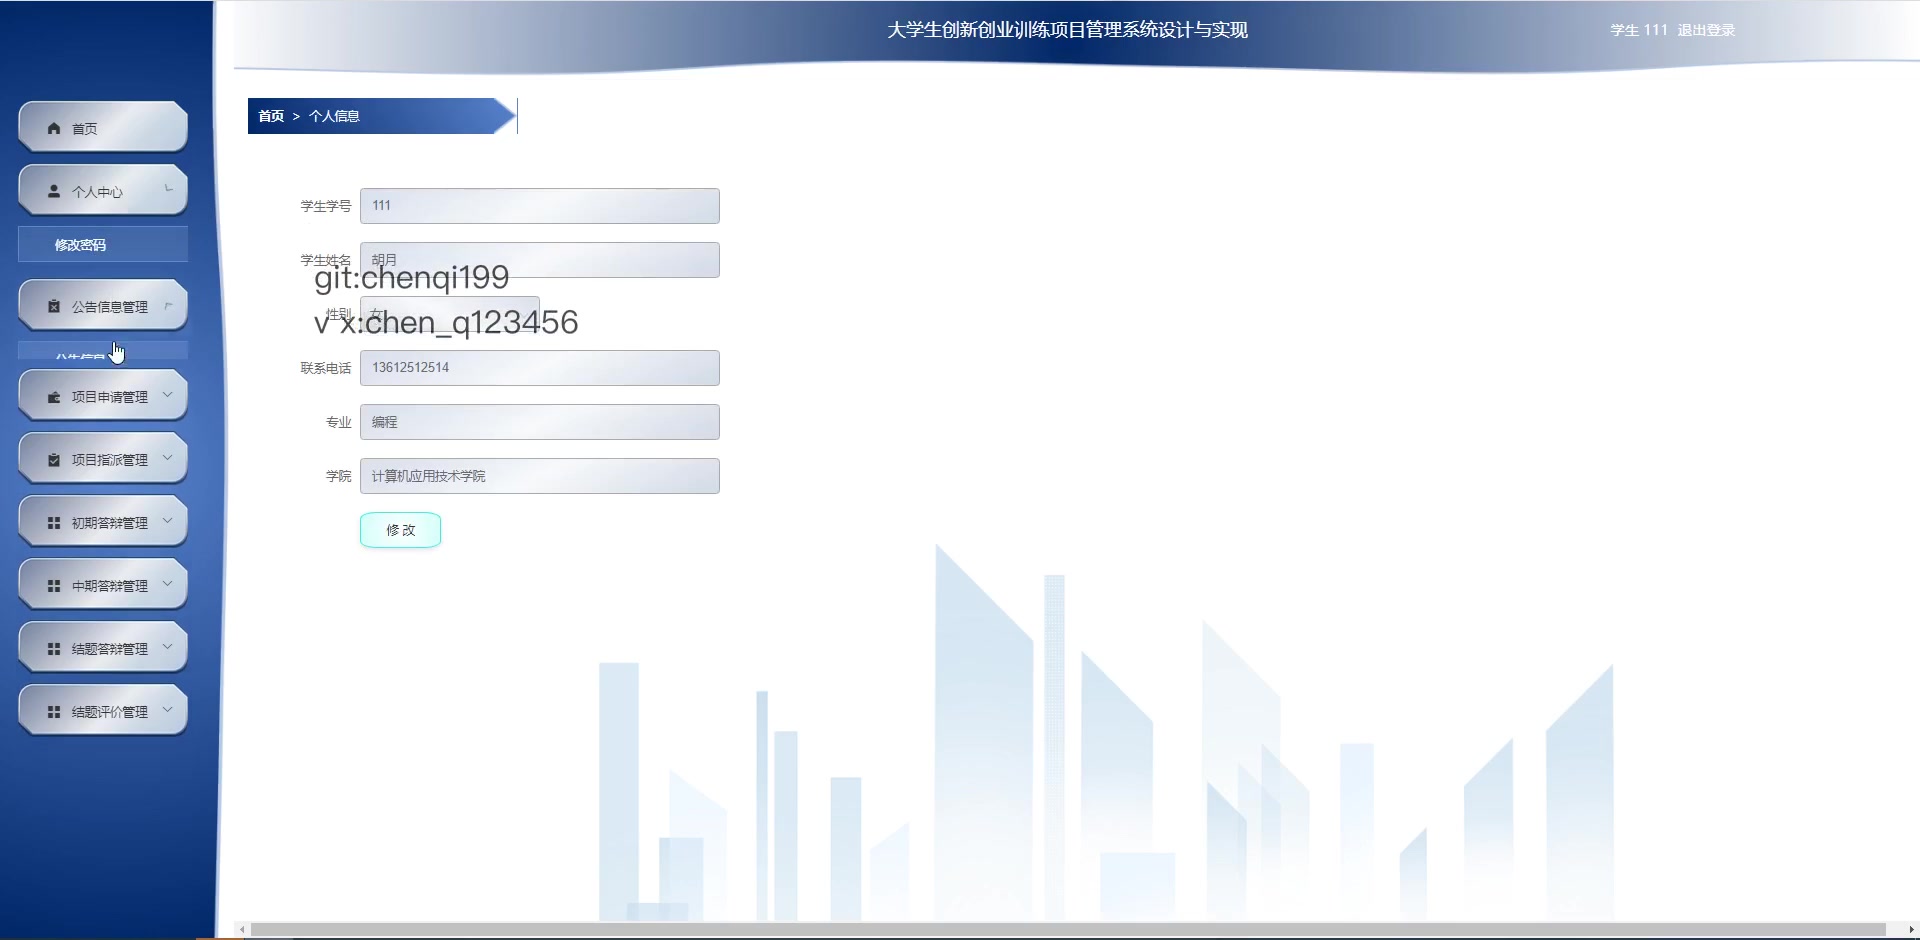 大学生创新创业训练项目管理系统设计与实现
学生 111 退出登录
首页
个人中心
修改密码
公告信息管理
公告信息
项目申请管理
项目指派管理
初期答辩管理
中期答辩管理
结题答辩管理
结题评价管理
首页 > 个人信息
学生学号 111
学生姓名 胡月
git:chenqi199
性别 女
v x:chen_q123456
联系电话 13612512514
专业 编程
学院 计算机应用技术学院
修 改